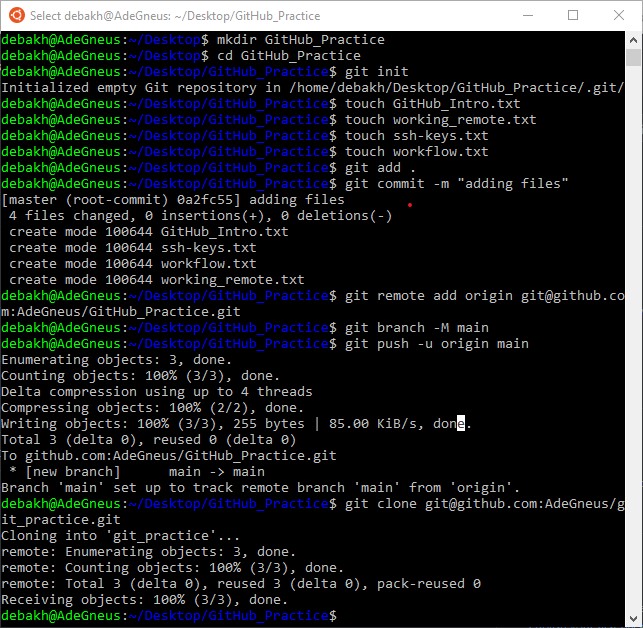 Select debakh@AdeGneus: ~/Desktop/GitHub_Practice
debakh@AdeGneus:~/Desktop$ mkdir GitHub_Practice
debakh@AdeGneus:~/Desktop$ cd GitHub_Practice
debakh@AdeGneus:~/Desktop/GitHub_Practice$ git init
Initialized empty Git repository in /home/debakh/Desktop/GitHub_Practice/.git/
debakh@AdeGneus:~/Desktop/GitHub_Practice$ touch GitHub_Intro.txt
debakh@AdeGneus:~/Desktop/GitHub_Practice$ touch working_remote.txt
debakh@AdeGneus:~/Desktop/GitHub_Practice$ touch ssh-keys.txt
debakh@AdeGneus:~/Desktop/GitHub_Practice$ touch workflow.txt
debakh@AdeGneus:~/Desktop/GitHub_Practice$ git add .
debakh@AdeGneus:~/Desktop/GitHub_Practice$ git commit -m "adding files"
[master (root-commit) 0a2fc55] adding files
 4 files changed, 0 insertions(+), 0 deletions(-)
 create mode 100644 GitHub_Intro.txt
 create mode 100644 ssh-keys.txt
 create mode 100644 workflow.txt
 create mode 100644 working_remote.txt
debakh@AdeGneus:~/Desktop/GitHub_Practice$ git remote add origin git@github.co
m:AdeGneus/GitHub_Practice.git
debakh@AdeGneus:~/Desktop/GitHub_Practice$ git branch -M main
debakh@AdeGneus:~/Desktop/GitHub_Practice$ git push -u origin main
Enumerating objects: 3, done.
Counting objects: 100% (3/3), done.
Delta compression using up to 4 threads
Compressing objects: 100% (2/2), done.
Writing objects: 100% (3/3), 255 bytes | 85.00 KiB/s, done.
Total 3 (delta 0), reused 0 (delta 0)
To github.com:AdeGneus/GitHub_Practice.git
 * [new branch]      main -> main
Branch 'main' set up to track remote branch 'main' from 'origin'.
debakh@AdeGneus:~/Desktop/GitHub_Practice$ git clone git@github.com:AdeGneus/g
it_practice.git
Cloning into 'git_practice'...
remote: Enumerating objects: 3, done.
remote: Counting objects: 100% (3/3), done.
remote: Total 3 (delta 0), reused 3 (delta 0), pack-reused 0
Receiving objects: 100% (3/3), done.
debakh@AdeGneus:~/Desktop/GitHub_Practice$